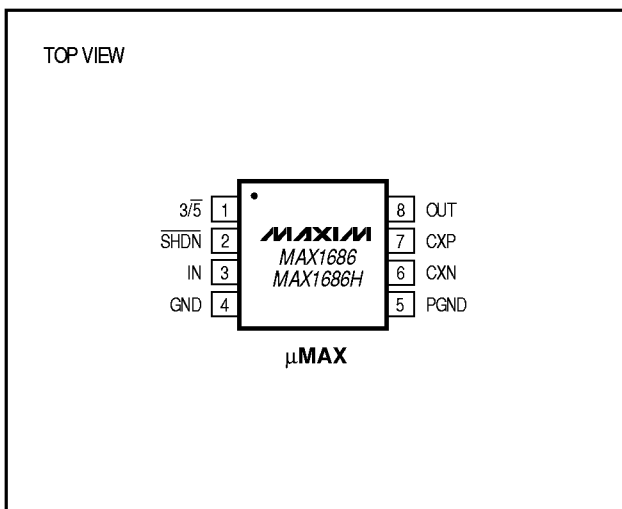 TOP VIEW
3/5̅ 1
S̅H̅D̅N̅ 2
IN 3
GND 4
MAXIM
MAX1686
MAX1686H
8 OUT
7 CXP
6 CXN
5 PGND
µMAX